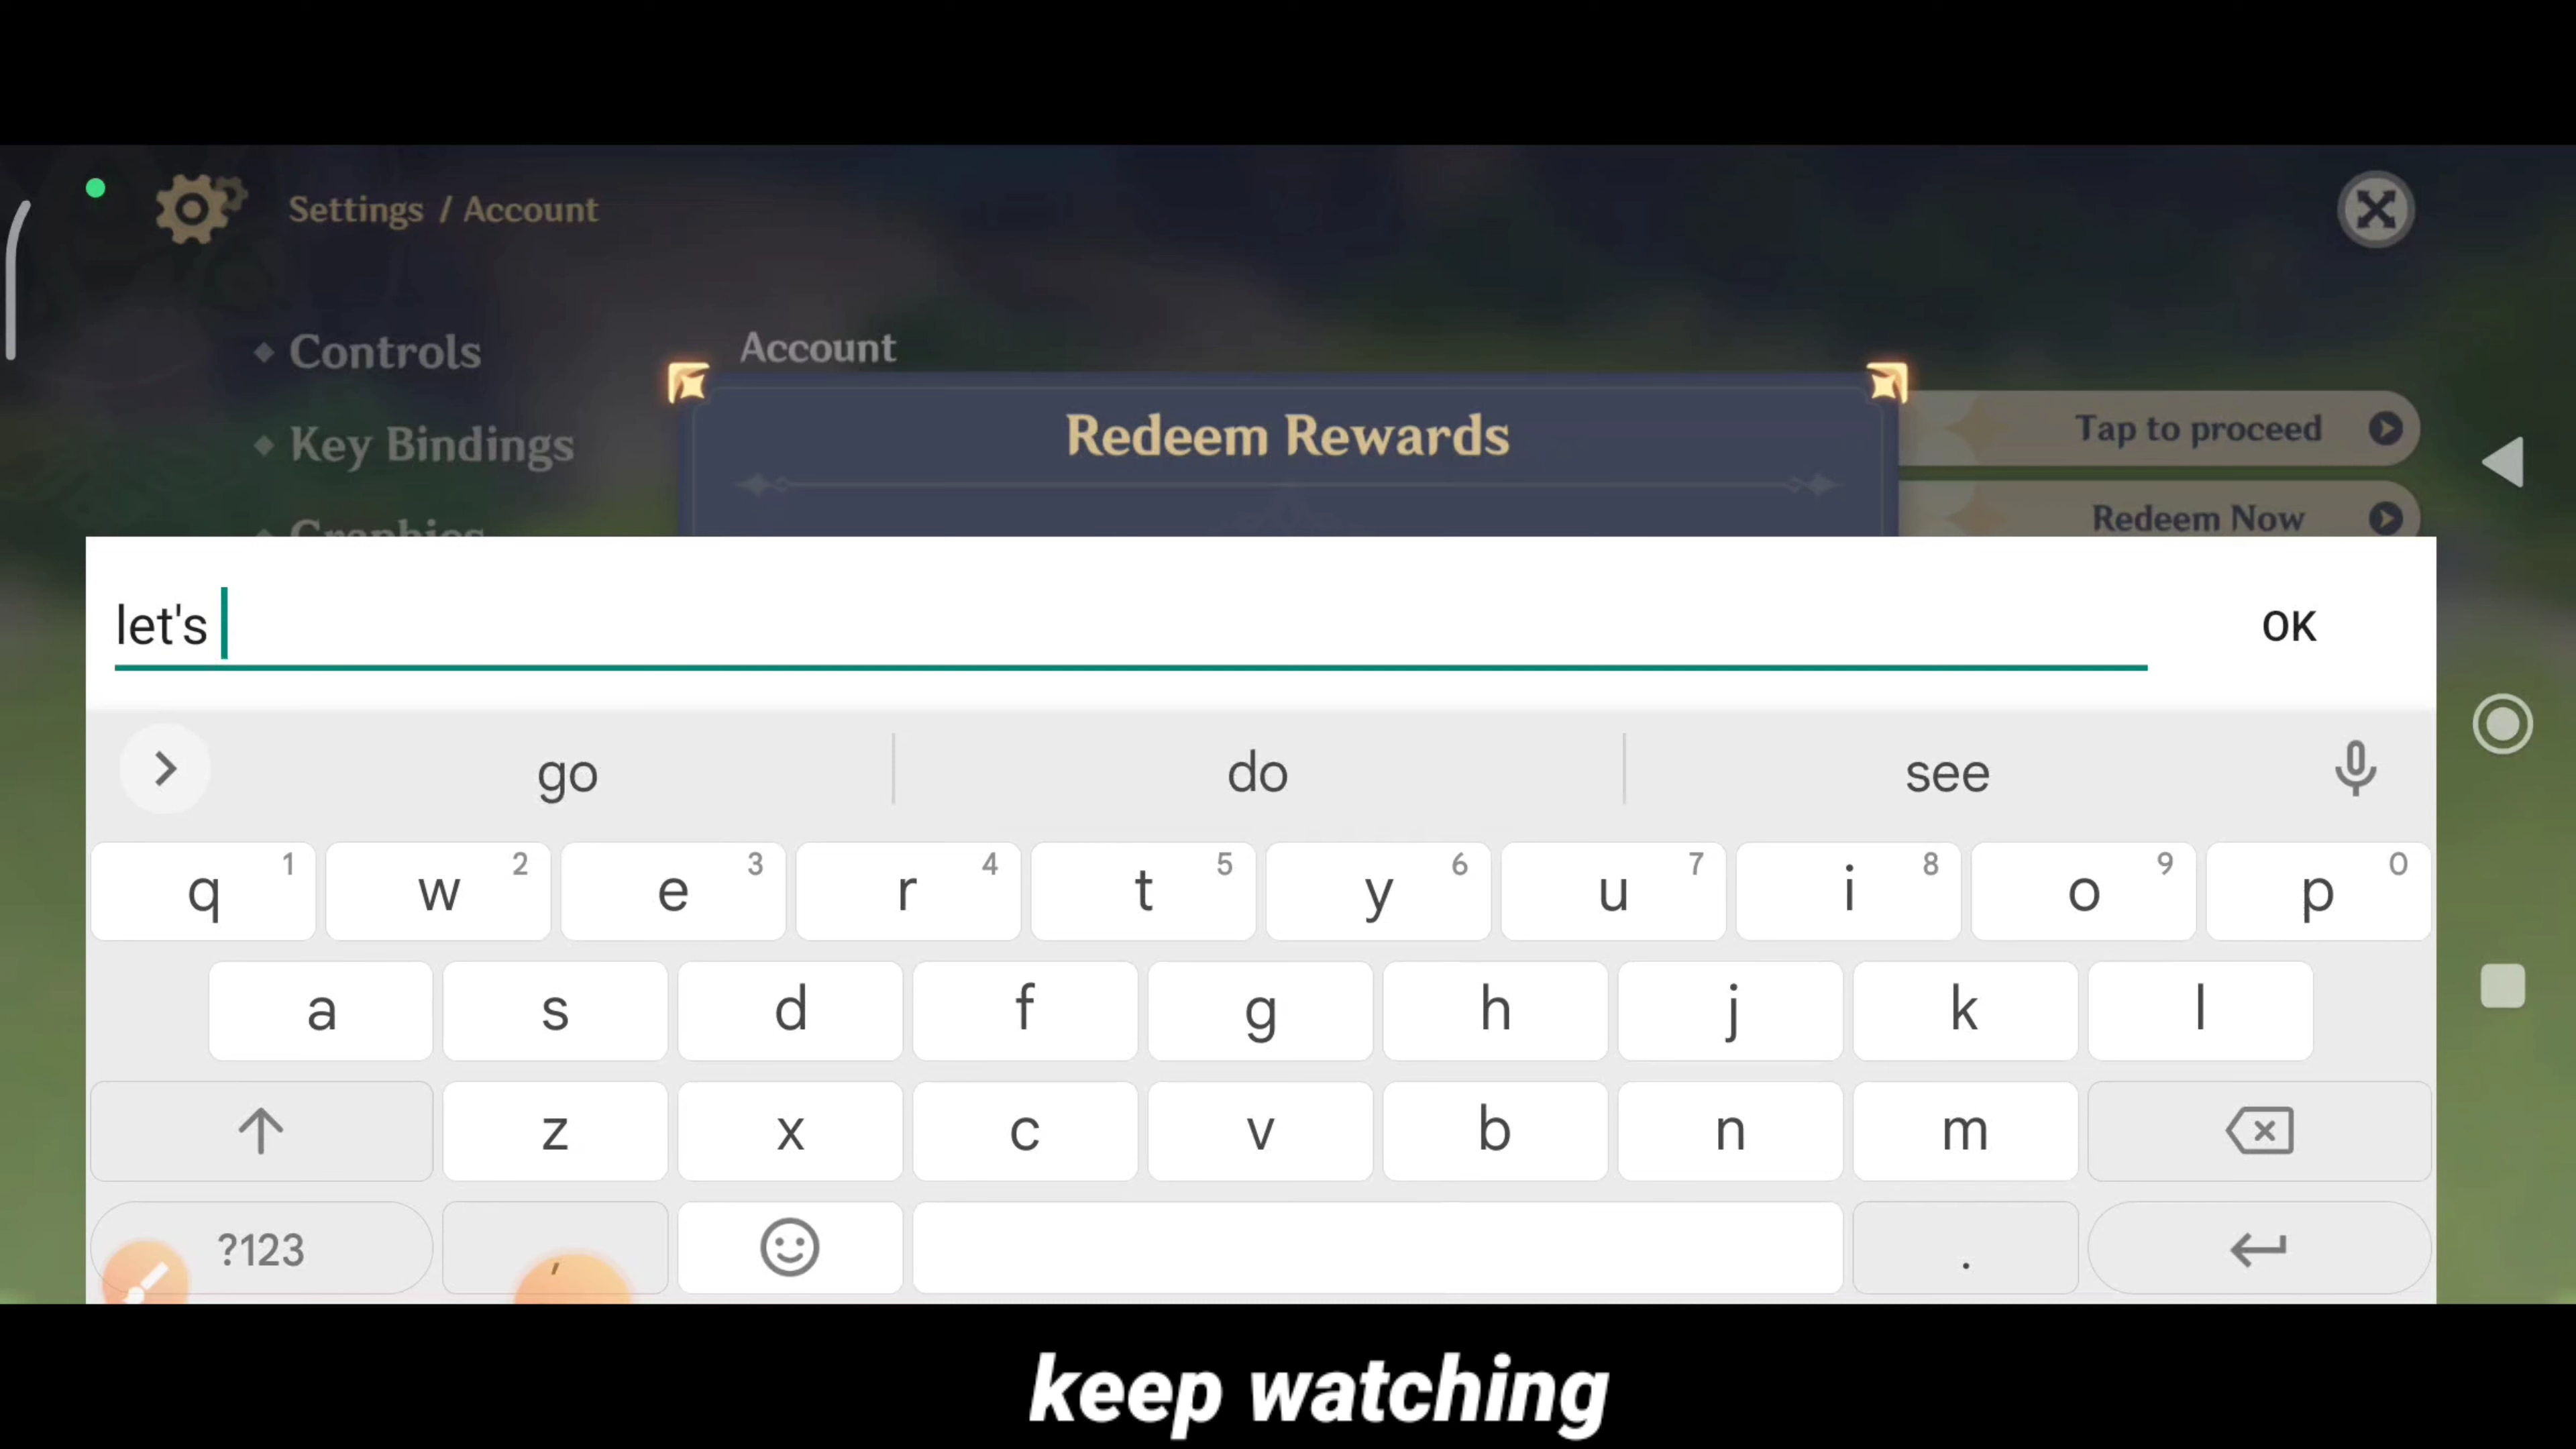 Settings / Account
Controls
Account
Key Bindings
Redeem Rewards
Tap to proceed
Graphics
Redeem Now
let's
OK
go do see
q 1 w 2 e 3 r 4 t 5 y 6 u 7 i 8 o 9 p 0
a s d f g h j k l
z x c v b n m
?123 , .
keep watching